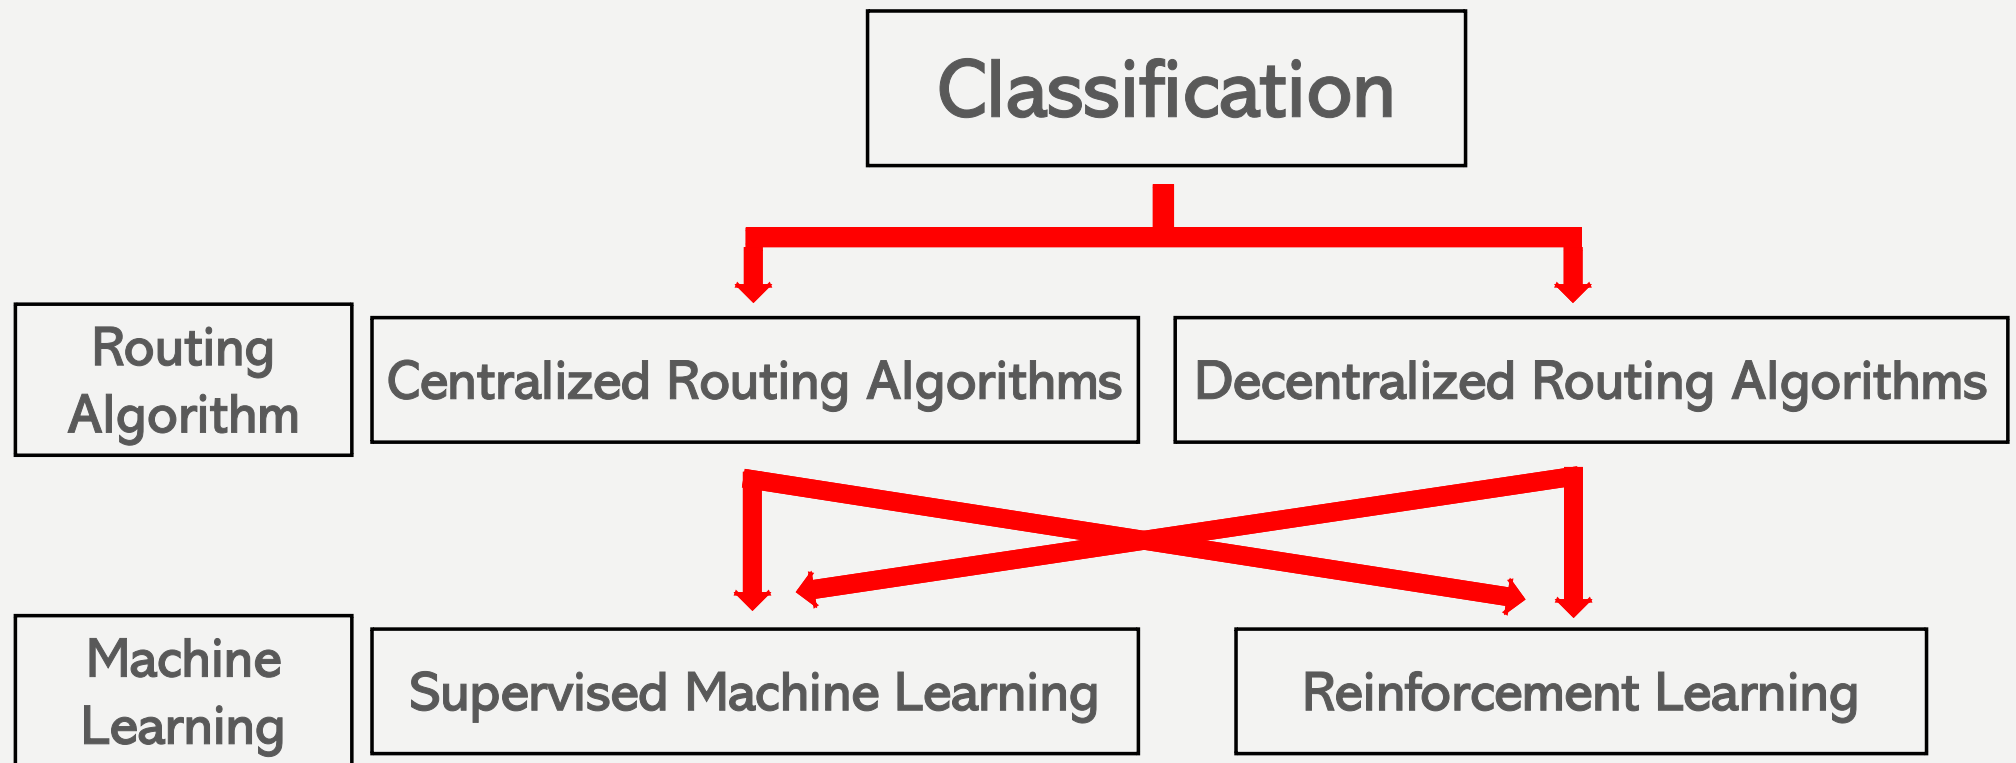 Classification
Routing
Algorithm
Centralized Routing Algorithms
Decentralized Routing Algorithms
Machine
Learning
Supervised Machine Learning
Reinforcement Learning